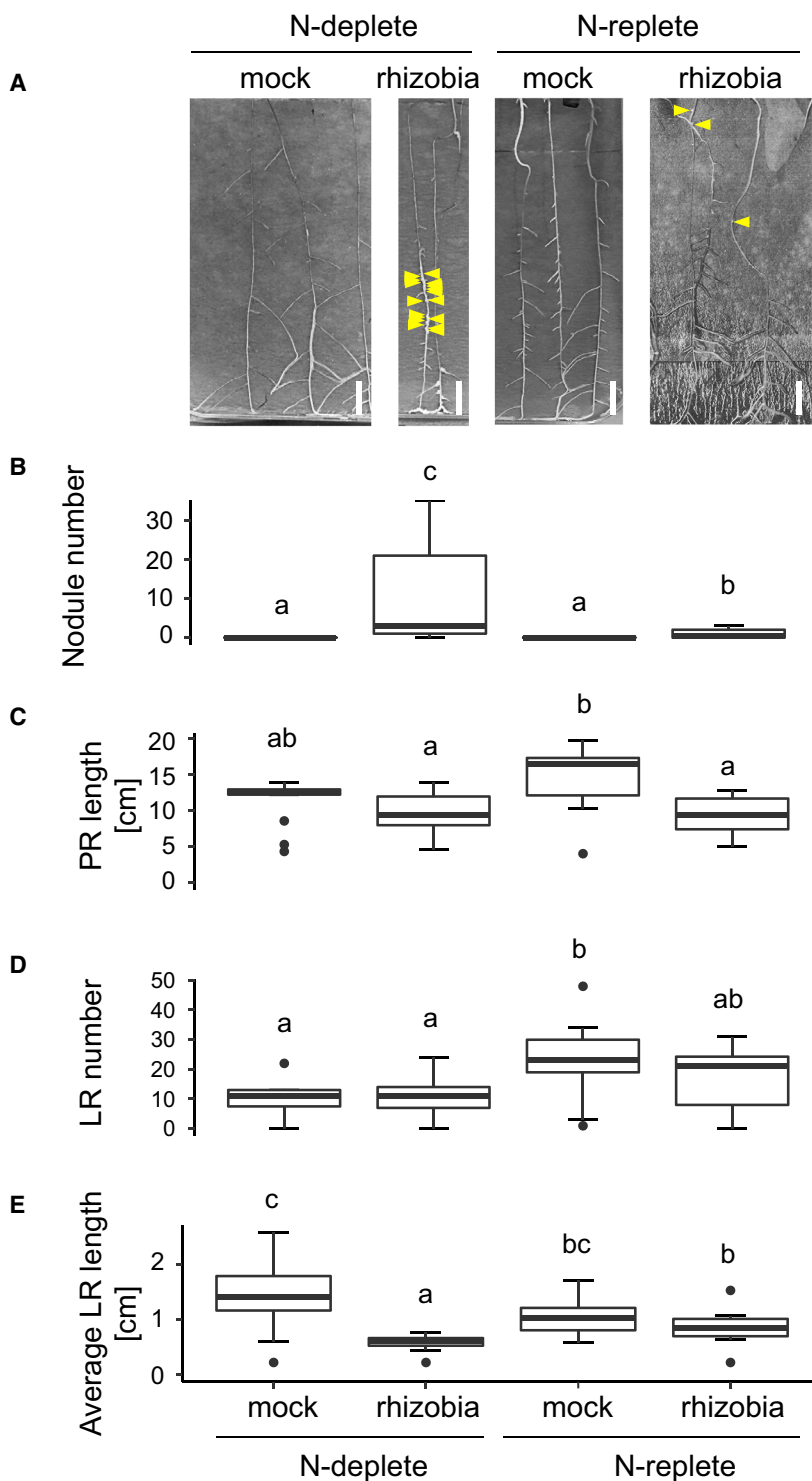 N-deplete N-replete
A mock rhizobia mock rhizobia
B
Nodule number
30
20
10
0
a c a b
C
PR length
[cm]
20
15
10
5
0
ab a b a
D
LR number
50
40
30
20
10
0
a a b ab
E
Average LR length
[cm]
2
1
0
c a bc b
mock rhizobia mock rhizobia
N-deplete N-replete